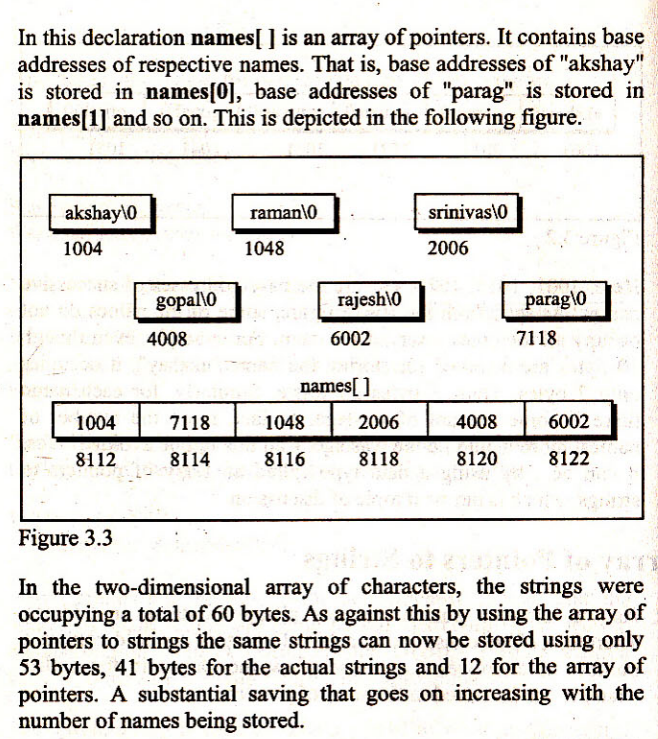 In this declaration names[ ] is an array of pointers. It contains base
addresses of respective names. That is, base addresses of "akshay"
is stored in names[0], base addresses of "parag" is stored in
names[1] and so on. This is depicted in the following figure.
akshay\0 raman\0 srinivas\0
1004 1048 2006
gopal\0 rajesh\0 parag\0
4008 6002 7118
names[ ]
1004 7118 1048 2006 4008 6002
8112 8114 8116 8118 8120 8122
Figure 3.3
In the two-dimensional array of characters, the strings were
occupying a total of 60 bytes. As against this by using the array of
pointers to strings the same strings can now be stored using only
53 bytes, 41 bytes for the actual strings and 12 for the array of
pointers. A substantial saving that goes on increasing with the
number of names being stored.